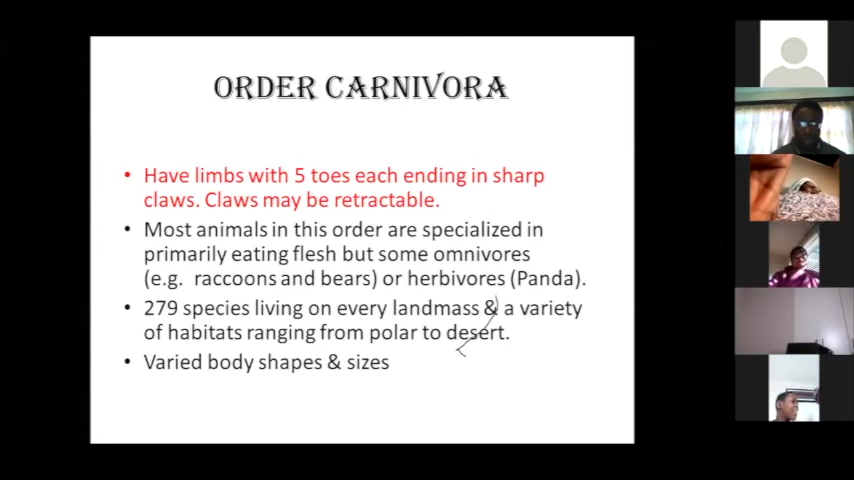 ORDER CARNIVORA
• Have limbs with 5 toes each ending in sharp
claws. Claws may be retractable.
• Most animals in this order are specialized in
primarily eating flesh but some omnivores
(e.g. raccoons and bears) or herbivores (Panda).
• 279 species living on every landmass & a variety
of habitats ranging from polar to desert.
• Varied body shapes & sizes